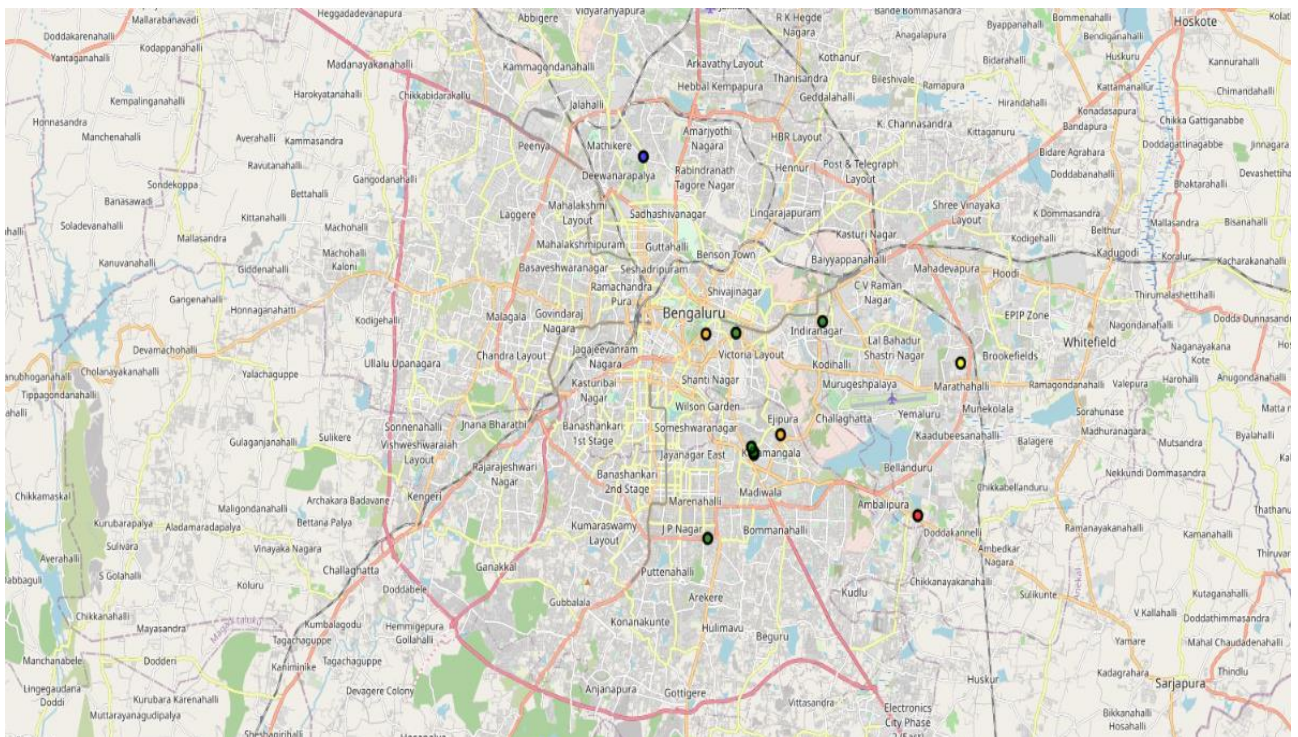 Mallarabanavadi
Heggadadevanapura
Abbigere
Vidyaranyapura
R K Hegde
Nagara
Bande Bommasandra
Bommenahalli
Hoskote
Doddakarenahalli
Kodappanahalli
Kothanur
Anagalapura
Byappanahalli
Bendiganahalli
Huskuru
Yantaganahalli
Madanayakanahalli
Kammagondanahalli
Arkavathy Layout
Thanisandra
Bileshivale
Bidarahalli
Kannurahalli
Kempalinganahalli
Harokyatanahalli
Chikkabidarakallu
Jalahalli
Hebbal Kempapura
Geddalahalli
Ramapura
Hirandahalli
Kattamanallur
Konadasapura
Chimandahalli
Honnasandra
Manchenahalli
Averahalli
Kammasandra
Peenya
Mathikere
Amarjyothi
Nagara
HBR Layout
K. Channasandra
Kittaganuru
Bandapura
Chikka Gattiganabbe
Doddagattinagabbe
Jinnagara
Ravutanahalli
Gangodanahalli
Deewanarapalya
Rabindranath
Tagore Nagar
Hennur
Post & Telegraph
Layout
Bidare Agrahara
Doddabanahalli
Devashettiha
Sondekoppa
Bettahalli
Bhaktarahalli
Banasawadi
Kittanahalli
Laggere
Mahalakshmi
Layout
Sadhashivanagar
Lingarajapuram
Shree Vinayaka
Layout
K Dommasandra
Soladevanahalli
Mallasandra
Machohalli
Mahalakshmipuram
Guttahalli
Kasturi Nagar
Kodigehalli
Belthur
Mallasandra
Bisanahalli
Kanuvanahalli
Giddenahalli
Machohalli
Kaloni
Basaveshwaranagar
Seshadripuram
Benson Town
Baiyyappanahalli
Mahadevapura
Hoodi
Kadugodi
Koralur
Kacharakanahalli
Gangenahalli
Ramachandra
Pura
Shivajinagar
C V Raman
Nagar
Thirumalashettihalli
Honnaganahatti
Kodigehalli
Malagala
Govindaraj
Nagara
Bengaluru
EPIP Zone
Dodda Dunnasandra
Indiranagar
Nagondanahalli
Devamochohalli
Ullalu Upanagara
Chandra Layout
Jagajeevanram
Nagara
Victoria Layout
Lal Bahadur
Shastri Nagar
Brookefields
Whitefield
Naganayakana
Kote
Cholanayakanahalli
Kodihalli
Tippagondanahalli
Yalachaguppe
Kasturibai
Nagar
Shanti Nagar
Murugeshpalya
Marathahalli
Ramagondanahalli
Valepura
Harohalli
Anugondanahalli
Wilson Garden
Sulikere
Sonnenahalli
Jnana Bharathi
Banashankari
1st Stage
Someshwaranagar
Ejipura
Challaghatta
Yemaluru
Munekolala
Sorahunase
Madhuranagara
Gulaganjanahalli
Vishweshwaraiah
Layout
Kaadubeesanahalli
Balagere
Mutsandra
Byalahalli
Rajarajeshwari
Nagar
Jayanagar East
Bellanduru
Nekkundi Dommasandra
Chikkamaskal
Kengeri
Banashankari
2nd Stage
Madiwala
Chikkabellanduru
Archakara Badavane
Maligondanahalli
Marenahalli
Ambalipura
Kurubarapalya
Aladamaradapalya
Bettana Palya
Kumaraswamy
Layout
J P Nagar
Bommanahalli
Doddakannelli
Ramanayakanahalli
Kamanahalli
Sulivara
Vinayaka Nagara
Averahalli
Challaghatta
Ambedkar
Nagara
S Golahalli
Koluru
Ganakkal
Puttenahalli
Chikkanayakanahalli
Doddabele
Arekere
Kudlu
Sulikunte
Anekal
Kutaganahalli
Gubbalala
Chikkanahalli
Kumbalagodu
Hemmigepura
Gollahalli
Konanakunte
Hulimavu
Beguru
V Kallahalli
Doddathimmasandra
Mayasandra
Tagachaguppe
Yamare
Mahal Chaudadenahalli
Manchanabele
Dodderi
Kaniminike
Tagachaguppe
Huskur
Kadagrahara
Thindlu
Lingegaudana
Doddi
Kurubara Karenahalli
Devagere Colony
Anjanapura
Gottigere
Vittasandra
Electronics
City Phase
2 (East)
Sarjapura
Muttarayanagudipalya
Bikkanahalli
Hosahalli